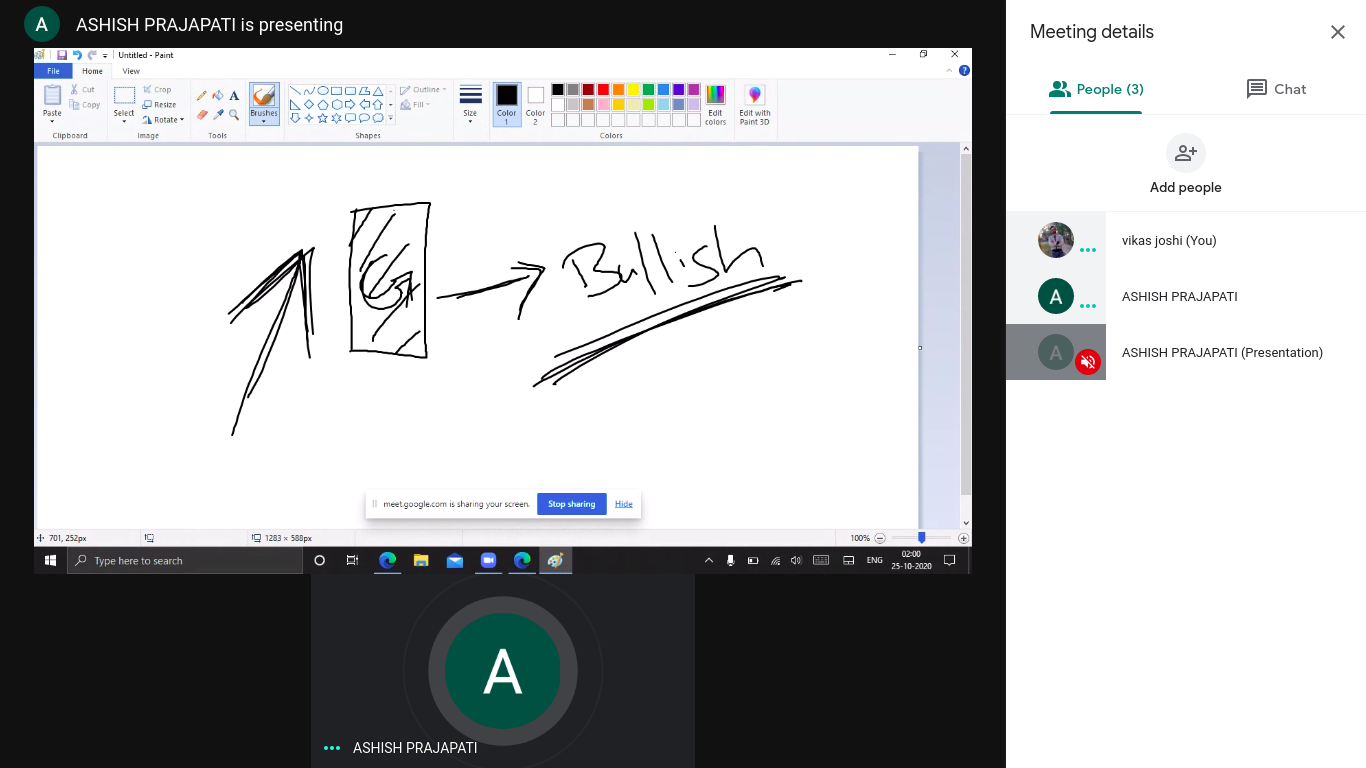 A ASHISH PRAJAPATI is presenting
Untitled - Paint
File Home View
Paste
Cut
Copy
Clipboard
Select
Crop
Resize
Rotate
Image
A
Tools
Brushes
Shapes
Outline
Fill
Size
Color 1
Color 2
Edit colors
Edit with Paint 3D
Colors
G
Bullish
meet.google.com is sharing your screen. Stop sharing Hide
701, 252px 1283 × 588px 100%
Type here to search ENG 02:00
25-10-2020
A
ASHISH PRAJAPATI
Meeting details
People (3) Chat
Add people
vikas joshi (You)
A ASHISH PRAJAPATI
A ASHISH PRAJAPATI (Presentation)